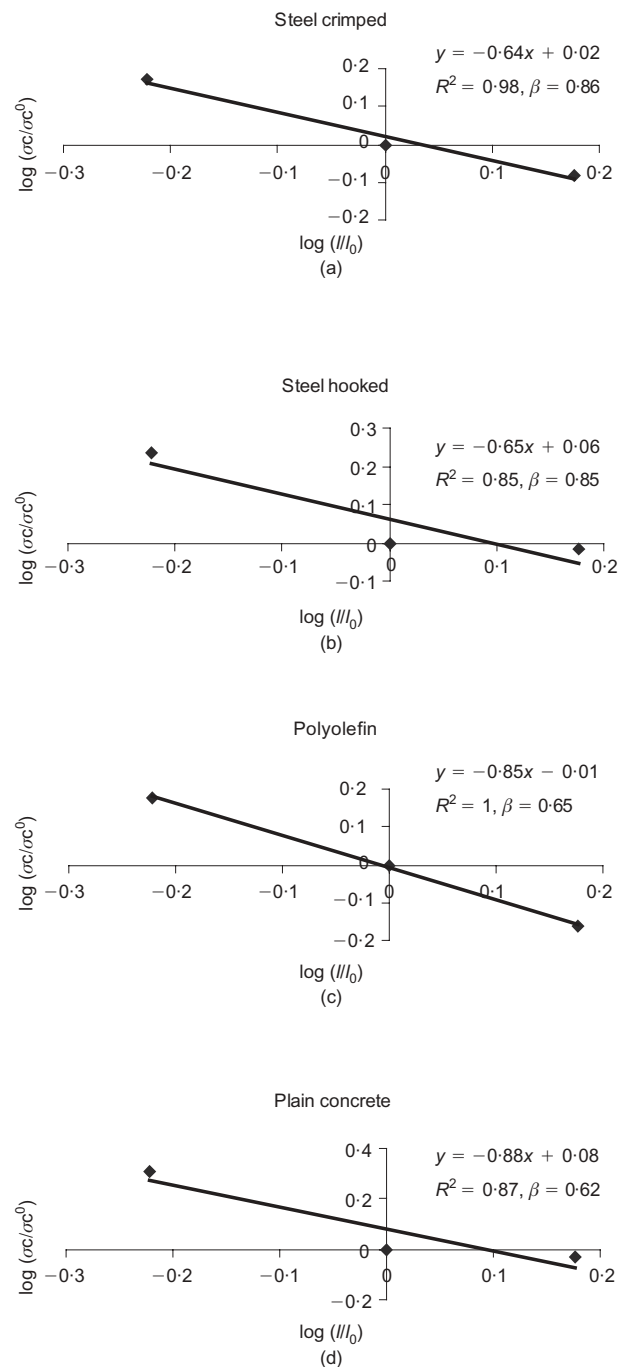 Steel crimped
y = −0·64x + 0·02
R² = 0·98, β = 0·86
log (σc/σc⁰)
0·2
0·1
0
−0·1
−0·2
−0·3 −0·2 −0·1 0 0·1 0·2
log (l/l₀)
(a)
Steel hooked
y = −0·65x + 0·06
R² = 0·85, β = 0·85
log (σc/σc⁰)
0·3
0·2
0·1
0
−0·1
−0·3 −0·2 −0·1 0 0·1 0·2
log (l/l₀)
(b)
Polyolefin
y = −0·85x − 0·01
R² = 1, β = 0·65
log (σc/σc⁰)
0·2
0·1
0
−0·1
−0·2
−0·3 −0·2 −0·1 0 0·1 0·2
log (l/l₀)
(c)
Plain concrete
y = −0·88x + 0·08
R² = 0·87, β = 0·62
log (σc/σc⁰)
0·4
0·2
0
−0·2
−0·3 −0·2 −0·1 0 0·1 0·2
log (l/l₀)
(d)